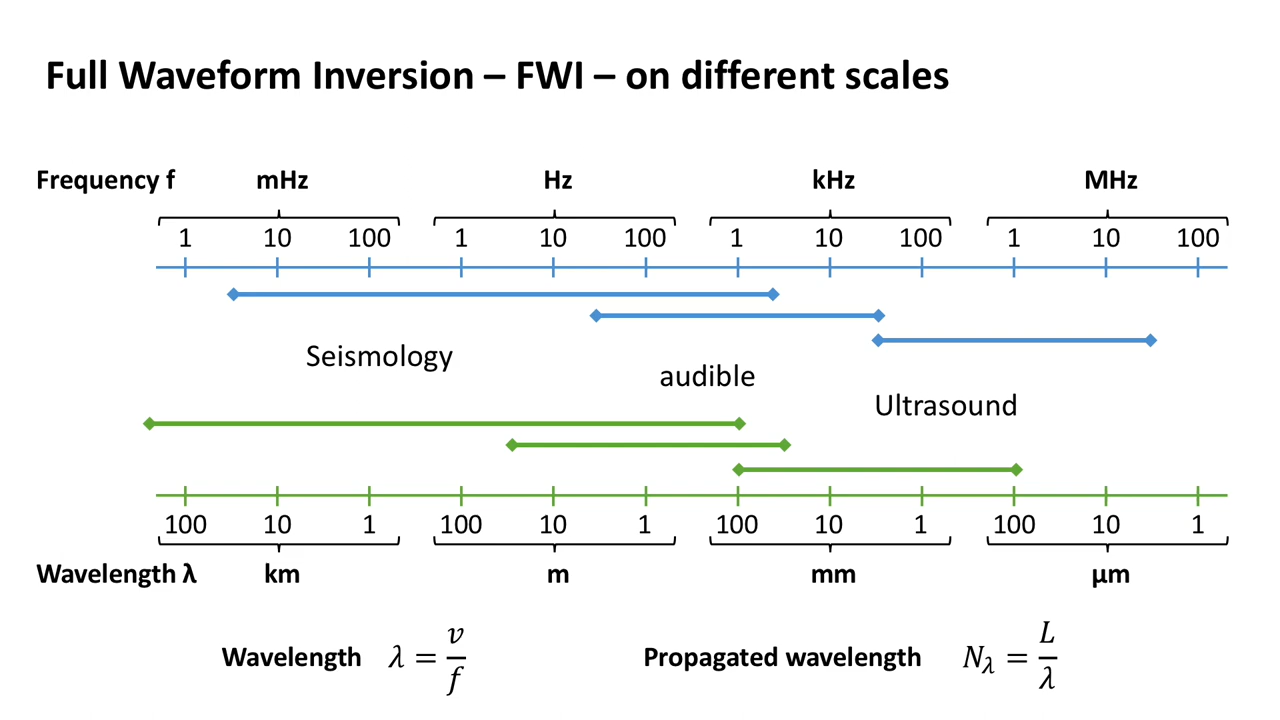 Full Waveform Inversion – FWI – on different scales
Frequency f mHz Hz kHz MHz
1 10 100 1 10 100 1 10 100 1 10 100
Seismology
audible
Ultrasound
100 10 1 100 10 1 100 10 1 100 10 1
Wavelength λ km m mm µm
Wavelength λ = v/f
Propagated wavelength N_λ = L/λ